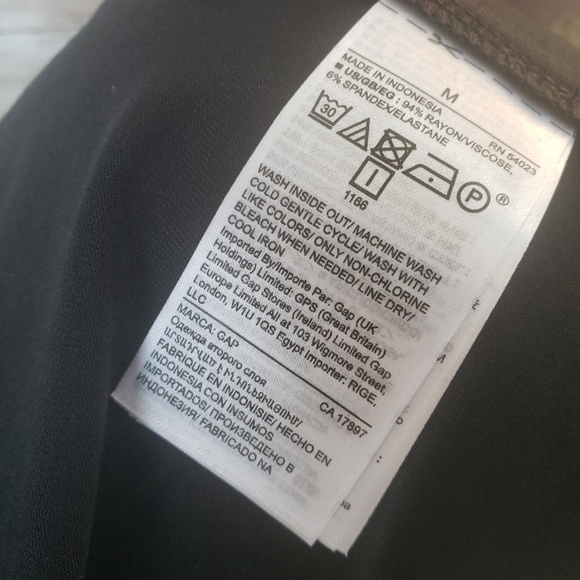 M
MADE IN INDONESIA RN 54023
■ US/GB/EG : 94% RAYON/VISCOSE,
6% SPANDEX/ELASTANE
30 P ®
1166
WASH INSIDE OUT/ MACHINE WASH
COLD GENTLE CYCLE/ WASH WITH
LIKE COLORS/ ONLY NON-CHLORINE
BLEACH WHEN NEEDED/ LINE DRY/
COOL IRON
Imported By/Importe Par: Gap (UK
Holdings) Limited: GPS (Great Britain)
Limited Gap Stores (Ireland) Limited Gap
Europe Limited All at 103 Wigmore Street,
London, W1U 1QS Egypt Importer: RIGE,
LLC
MARCA: GAP CA 17897
Одежда второго слоя
ԱՐՏԱԴՐՎԱԾ Է ԻՆԴՈՆԵԶԻԱՅՈՒՄ/
FABRIQUE EN INDONISIE/ HECHO EN
INDONESIA CON INSUMOS
IMPORTADOS/ ПРОИЗВЕДЕНО В
ИНДОНЕЗИЯ/ FABRICADO NA